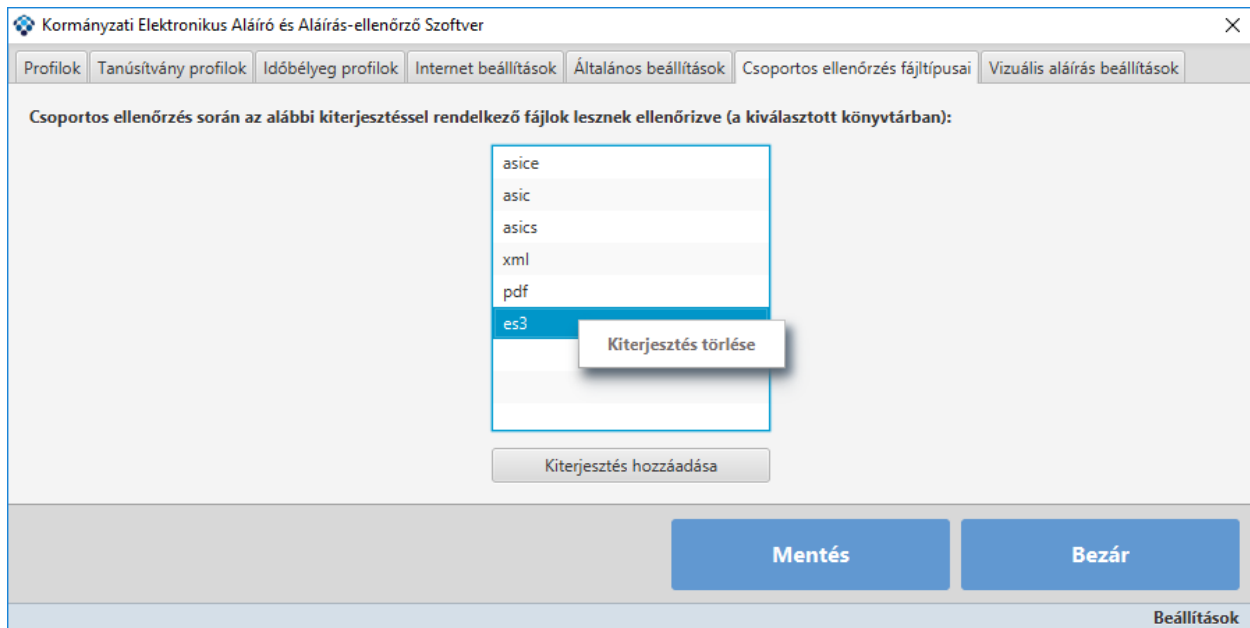 Kormányzati Elektronikus Aláíró és Aláírás-ellenőrző Szoftver
Profilok Tanúsítvány profilok Időbélyeg profilok Internet beállítások Általános beállítások Csoportos ellenőrzés fájltípusai Vizuális aláírás beállítások
Csoportos ellenőrzés során az alábbi kiterjesztéssel rendelkező fájlok lesznek ellenőrizve (a kiválasztott könyvtárban):
asice
asic
asics
xml
pdf
es3
Kiterjesztés törlése
Kiterjesztés hozzáadása
Mentés Bezár
Beállítások